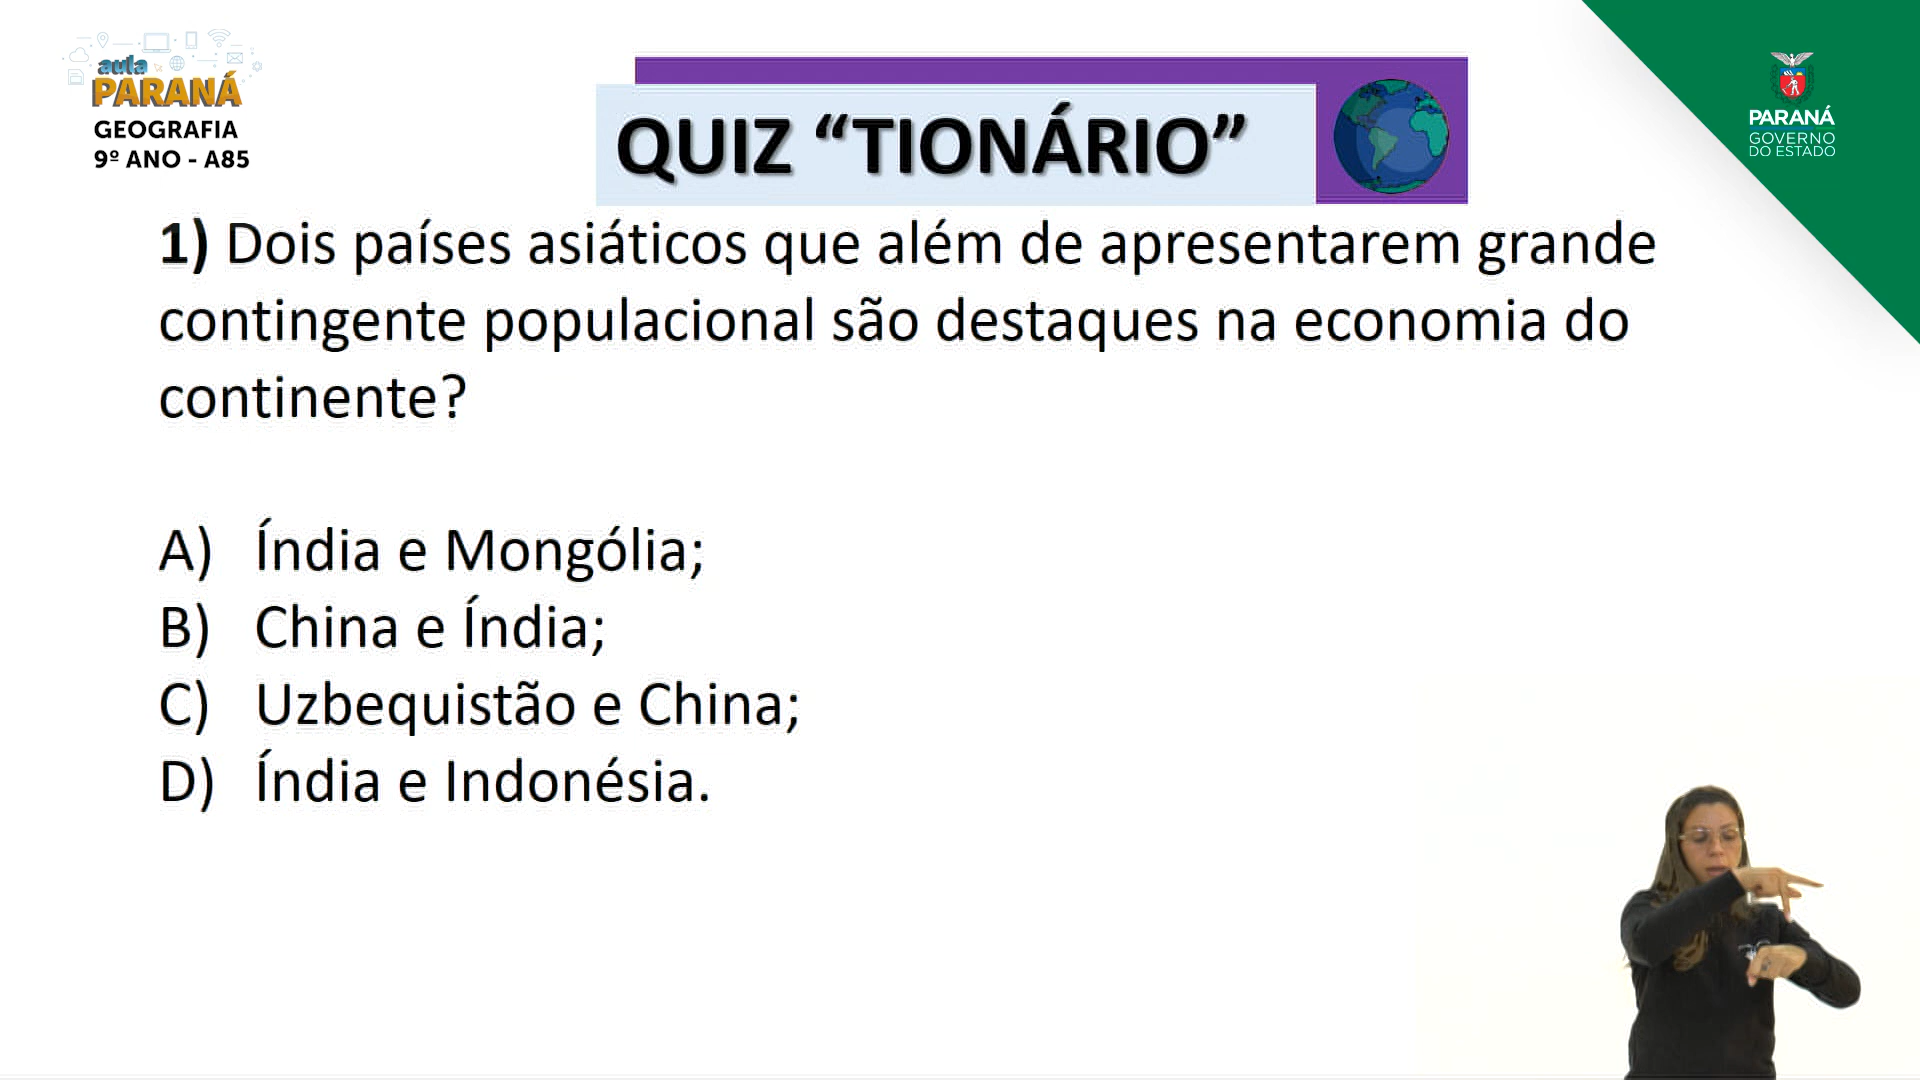 aula
PARANÁ
GEOGRAFIA
9º ANO - A85
QUIZ “TIONÁRIO”
PARANÁ
GOVERNO
DO ESTADO
1) Dois países asiáticos que além de apresentarem grande
contingente populacional são destaques na economia do
continente?
A) Índia e Mongólia;
B) China e Índia;
C) Uzbequistão e China;
D) Índia e Indonésia.